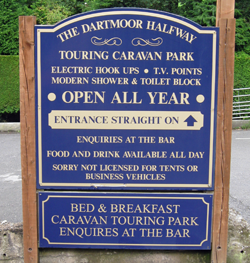 THE DARTMOOR HALFWAY
TOURING CARAVAN PARK
ELECTRIC HOOK UPS • T.V. POINTS
MODERN SHOWER & TOILET BLOCK
• OPEN ALL YEAR •
ENTRANCE STRAIGHT ON ↑
ENQUIRIES AT THE BAR
FOOD AND DRINK AVAILABLE ALL DAY
SORRY NOT LICENSED FOR TENTS OR
BUSINESS VEHICLES
BED & BREAKFAST
CARAVAN TOURING PARK
ENQUIRES AT THE BAR